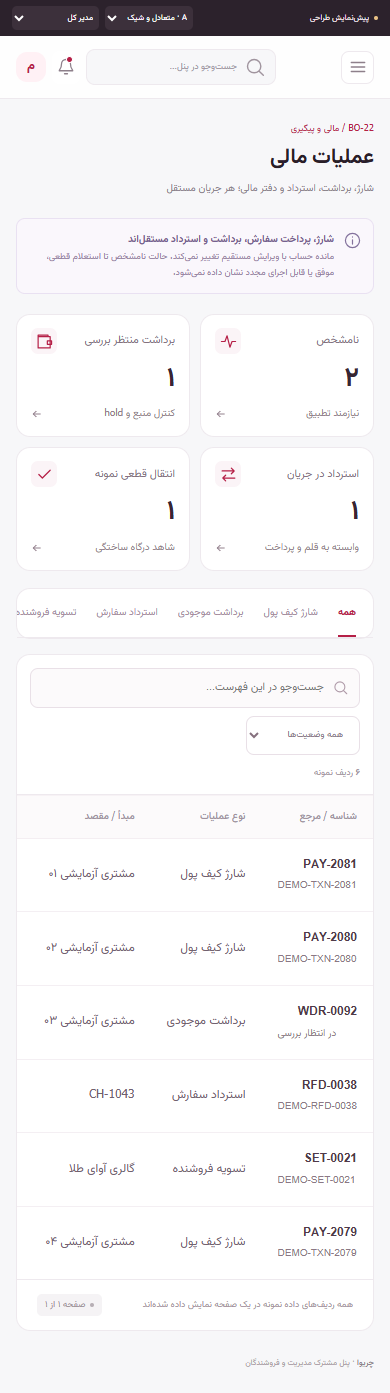 پیش‌نمایش طراحی
A · متعادل و شیک
مدیر کل
جست‌وجو در پنل...
م
BO-22 / مالی و پیگیری
عملیات مالی
شارژ، برداشت، استرداد و دفتر مالی؛ هر جریان مستقل
شارژ، پرداخت سفارش، برداشت و استرداد مستقل‌اند
مانده حساب با ویرایش مستقیم تغییر نمی‌کند. حالت نامشخص تا استعلام قطعی،
موفق یا قابل اجرای مجدد نشان داده نمی‌شود.
نامشخص
۲
نیازمند تطبیق
برداشت منتظر بررسی
۱
کنترل منبع و hold
استرداد در جریان
۱
وابسته به قلم و پرداخت
انتقال قطعی نمونه
۱
شاهد درگاه ساختگی
همه
شارژ کیف پول
برداشت موجودی
استرداد سفارش
تسویه فروشنده
جست‌وجو در این فهرست...
همه وضعیت‌ها
۶ ردیف نمونه
شناسه / مرجع
نوع عملیات
مبدأ / مقصد
PAY-2081
DEMO-TXN-2081
شارژ کیف پول
مشتری آزمایشی ۰۱
PAY-2080
DEMO-TXN-2080
شارژ کیف پول
مشتری آزمایشی ۰۲
WDR-0092
در انتظار بررسی
برداشت موجودی
مشتری آزمایشی ۰۳
RFD-0038
DEMO-RFD-0038
استرداد سفارش
CH-1043
SET-0021
DEMO-SET-0021
تسویه فروشنده
گالری آوای طلا
PAY-2079
DEMO-TXN-2079
شارژ کیف پول
مشتری آزمایشی ۰۴
همه ردیف‌های داده نمونه در یک صفحه نمایش داده شده‌اند
صفحه ۱ از ۱
چریوا · پنل مشترک مدیریت و فروشندگان